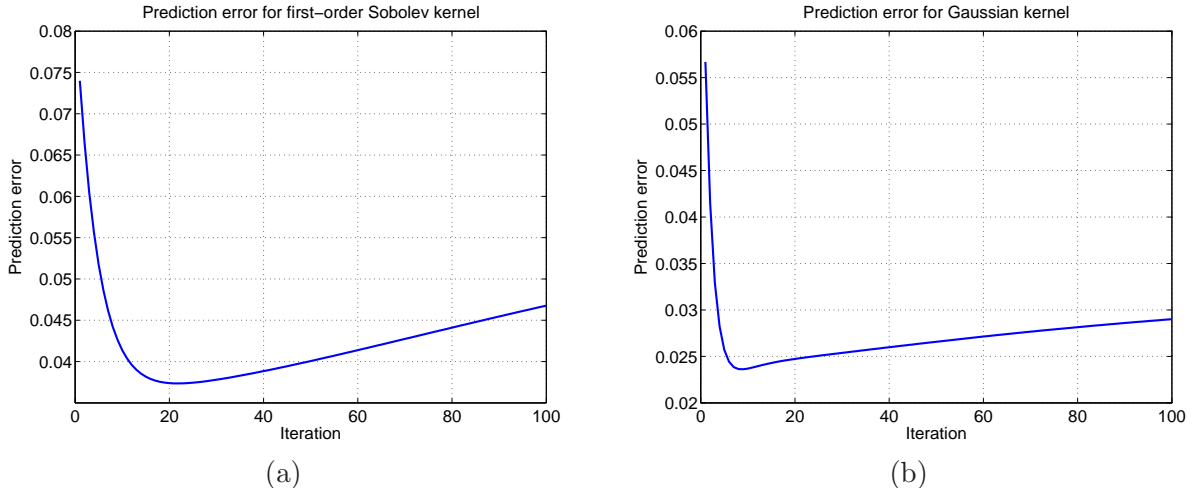 Prediction error for first−order Sobolev kernel
0.08
0.075
0.07
0.065
0.06
0.055
0.05
0.045
0.04
Prediction error
0 20 40 60 80 100
Iteration
(a)
Prediction error for Gaussian kernel
0.06
0.055
0.05
0.045
0.04
0.035
0.03
0.025
0.02
Prediction error
0 20 40 60 80 100
Iteration
(b)